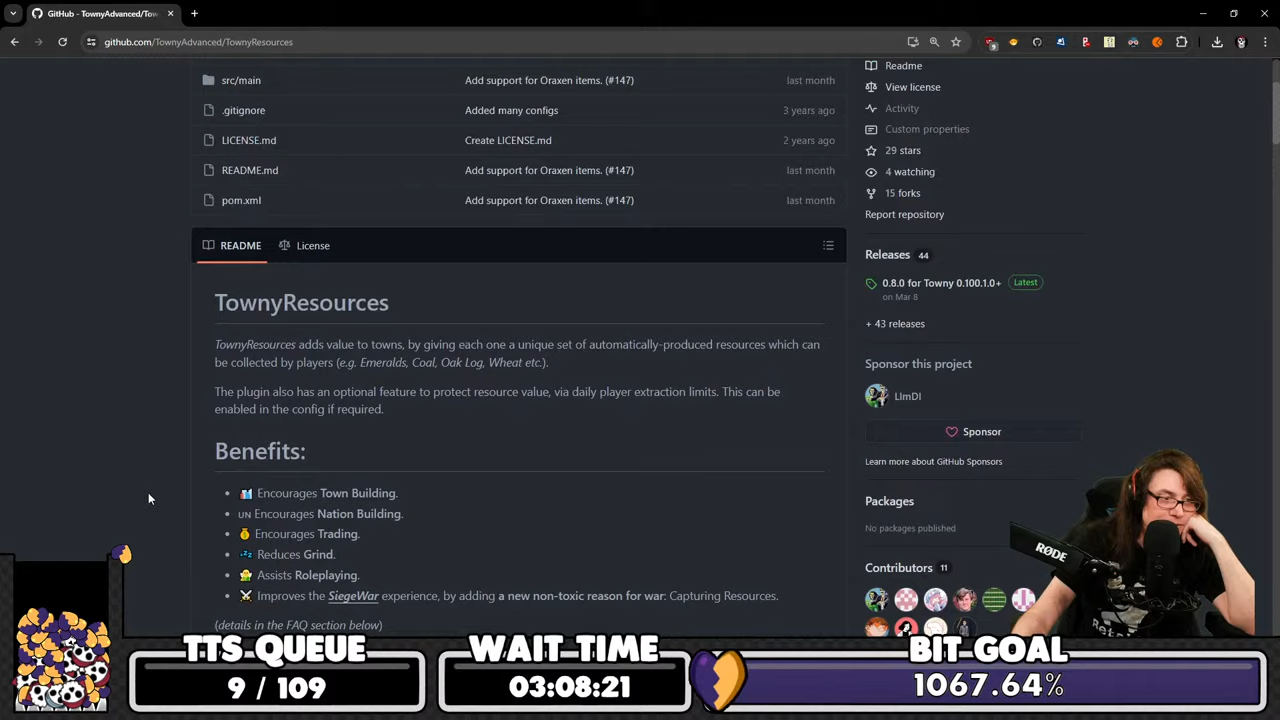 GitHub - TownyAdvanced/Tow
github.com/TownyAdvanced/TownyResources
src/main
Add support for Oraxen items. (#147)
last month
.gitignore
Added many configs
3 years ago
LICENSE.md
Create LICENSE.md
2 years ago
README.md
Add support for Oraxen items. (#147)
last month
pom.xml
Add support for Oraxen items. (#147)
last month
README
License
TownyResources
TownyResources adds value to towns, by giving each one a unique set of automatically-produced resources which can
be collected by players (e.g. Emeralds, Coal, Oak Log, Wheat etc.).
The plugin also has an optional feature to protect resource value, via daily player extraction limits. This can be
enabled in the config if required.
Benefits:
Encourages Town Building.
UN Encourages Nation Building.
Encourages Trading.
Reduces Grind.
Assists Roleplaying.
Improves the SiegeWar experience, by adding a new non-toxic reason for war: Capturing Resources.
(details in the FAQ section below)
Readme
View license
Activity
Custom properties
29 stars
4 watching
15 forks
Report repository
Releases 44
0.8.0 for Towny 0.100.1.0+ Latest
on Mar 8
+ 43 releases
Sponsor this project
LlmDl
Sponsor
Learn more about GitHub Sponsors
Packages
No packages published
Contributors 11
RØDE
TTS QUEUE
9 / 109
WAIT TIME
03:08:21
BIT GOAL
1067.64%